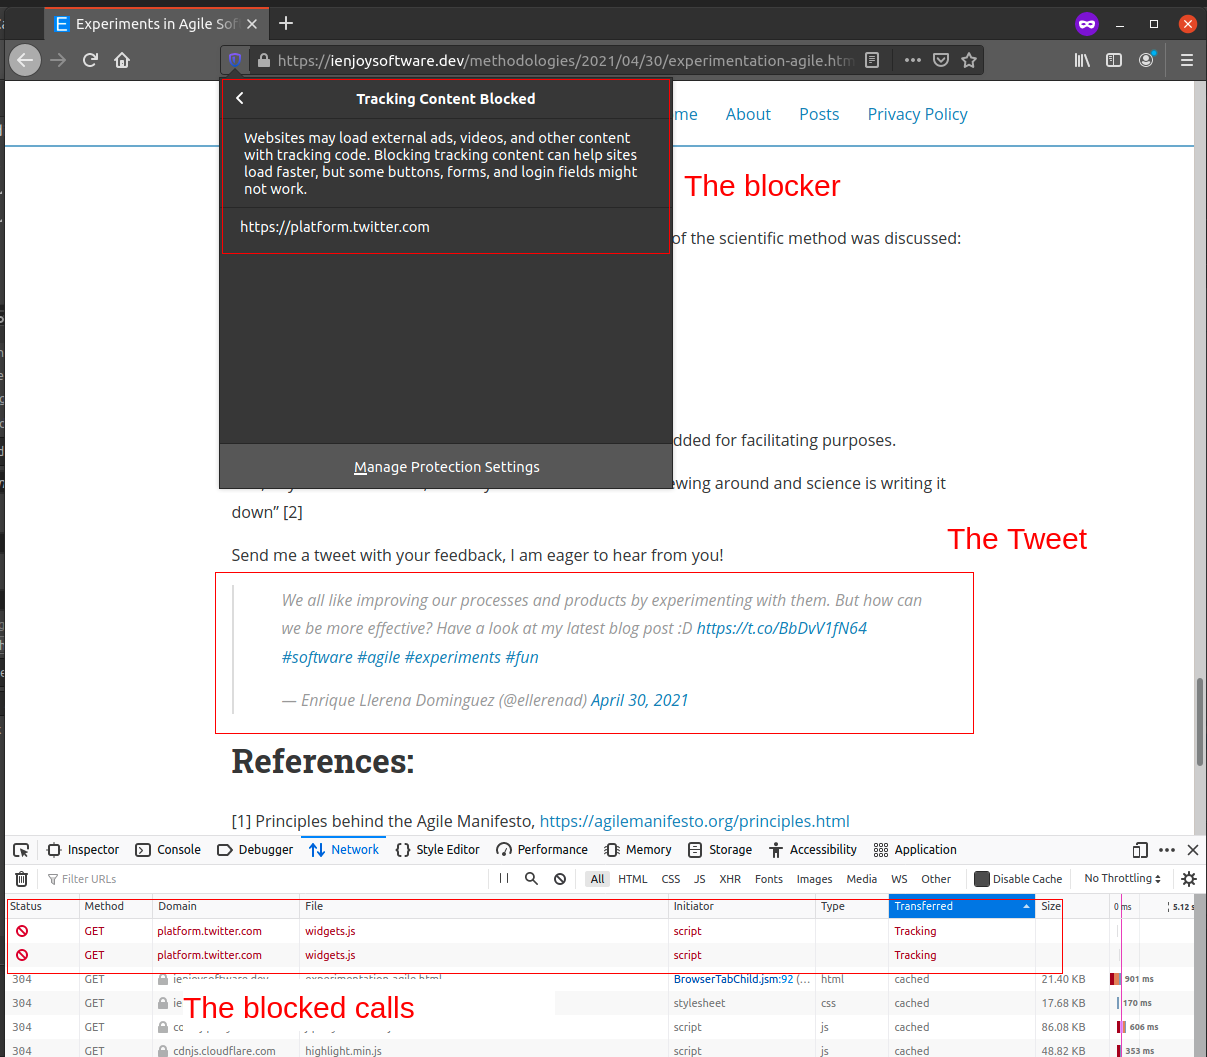 Experiments in Agile Sof
https://ienjoysoftware.dev/methodologies/2021/04/30/experimentation-agile.htm
Tracking Content Blocked
Websites may load external ads, videos, and other content
with tracking code. Blocking tracking content can help sites
load faster, but some buttons, forms, and login fields might
not work.
https://platform.twitter.com
Manage Protection Settings
me About Posts Privacy Policy
The blocker
of the scientific method was discussed:
dded for facilitating purposes.
ewing around and science is writing it
down” [2]
The Tweet
Send me a tweet with your feedback, I am eager to hear from you!
We all like improving our processes and products by experimenting with them. But how can
we be more effective? Have a look at my latest blog post :D https://t.co/BbDvV1fN64
#software #agile #experiments #fun
— Enrique Llerena Dominguez (@ellerenad) April 30, 2021
References:
[1] Principles behind the Agile Manifesto, https://agilemanifesto.org/principles.html
Inspector Console Debugger Network Style Editor Performance Memory Storage Accessibility Application
Filter URLs All HTML CSS JS XHR Fonts Images Media WS Other Disable Cache No Throttling
Status Method Domain File Initiator Type Transferred Size 0 ms 5.12 s
GET platform.twitter.com widgets.js script Tracking
GET platform.twitter.com widgets.js script Tracking
304 GET ienjoysoftware.dev experimentation-agile.html BrowserTabChild.jsm:92 (... html cached 21.40 KB 901 ms
304 GET ie stylesheet css cached 17.68 KB 170 ms
The blocked calls
304 GET script js cached 86.08 KB 606 ms
304 GET cdnjs.cloudflare.com highlight.min.js script js cached 48.82 KB 353 ms